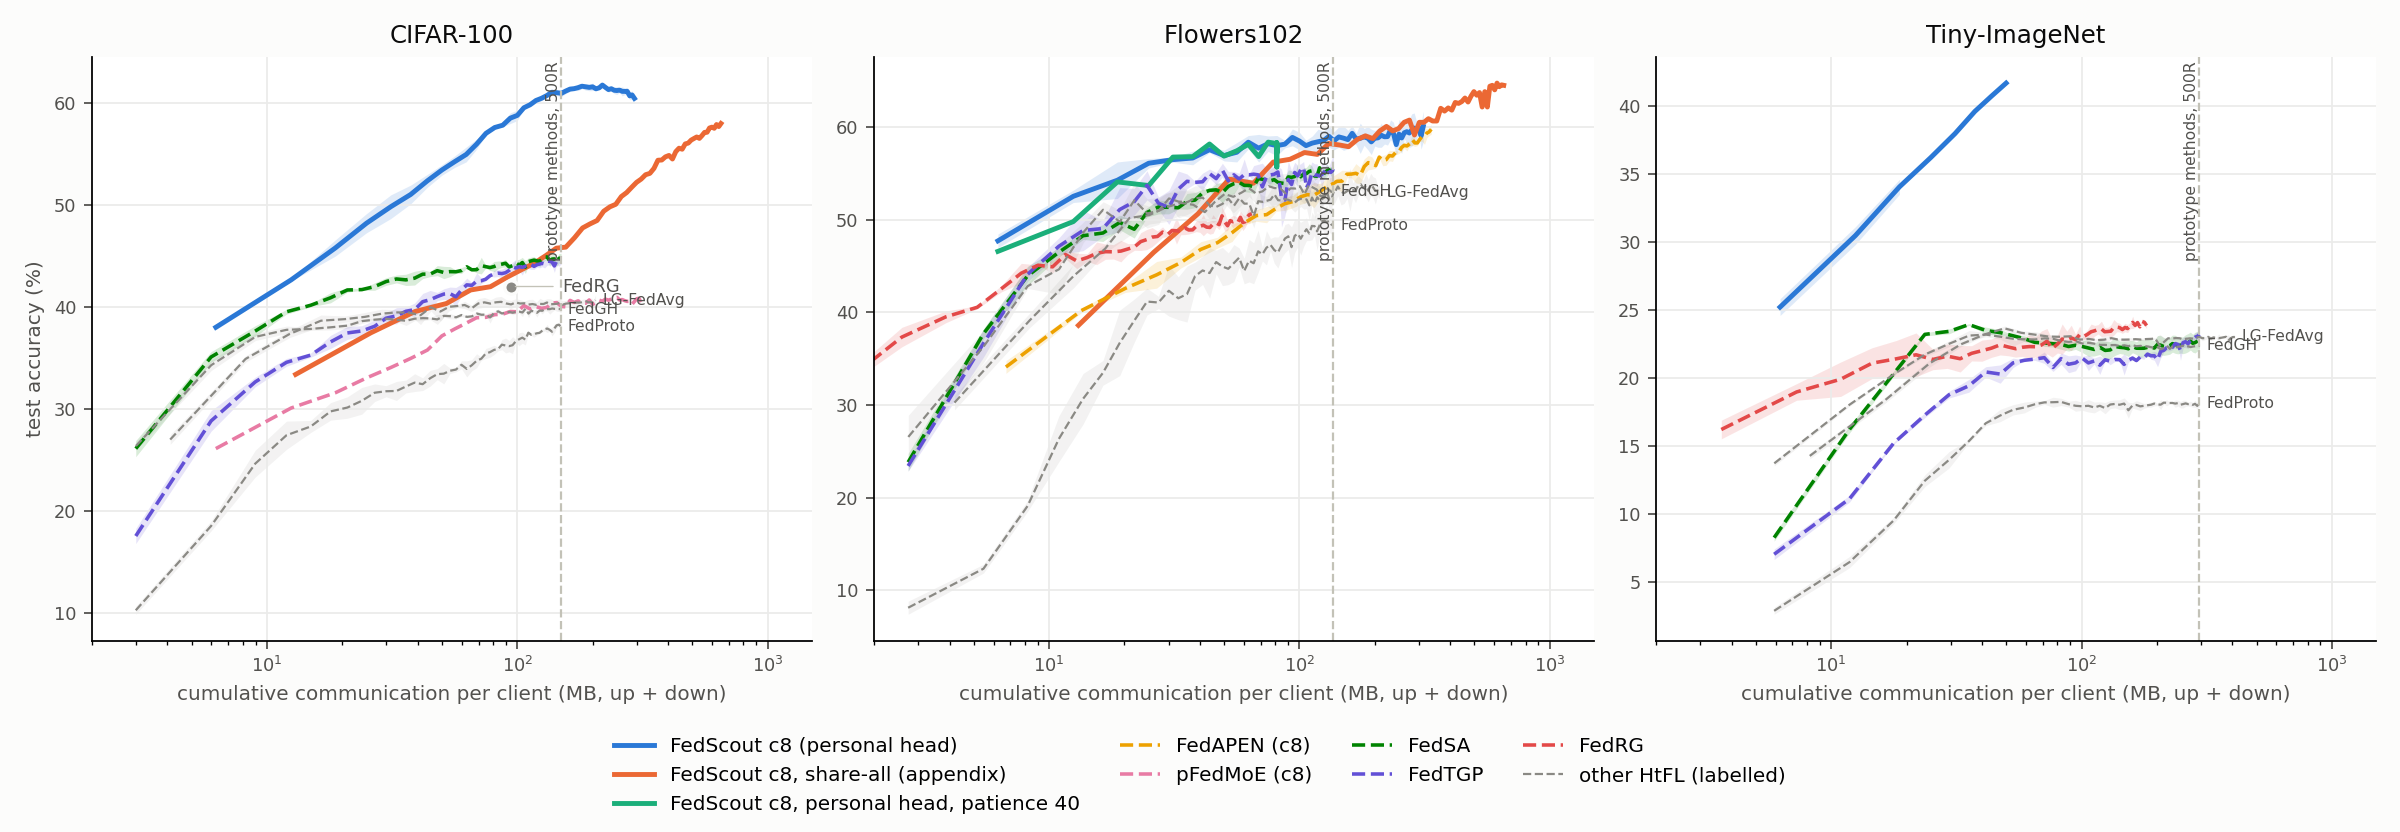 CIFAR-100
60
50
40
30
20
10
test accuracy (%)
prototype methods, 500R
FedRG
LG-FedAvg
FedGH
FedProto
10¹
10²
10³
cumulative communication per client (MB, up + down)
Flowers102
60
50
40
30
20
10
prototype methods, 500R
FedGH
LG-FedAvg
FedProto
10¹
10²
10³
cumulative communication per client (MB, up + down)
Tiny-ImageNet
40
35
30
25
20
15
10
5
prototype methods, 500R
LG-FedAvg
FedGH
FedProto
10¹
10²
10³
cumulative communication per client (MB, up + down)
FedScout c8 (personal head)
FedScout c8, share-all (appendix)
FedScout c8, personal head, patience 40
FedAPEN (c8)
pFedMoE (c8)
FedSA
FedTGP
FedRG
other HtFL (labelled)